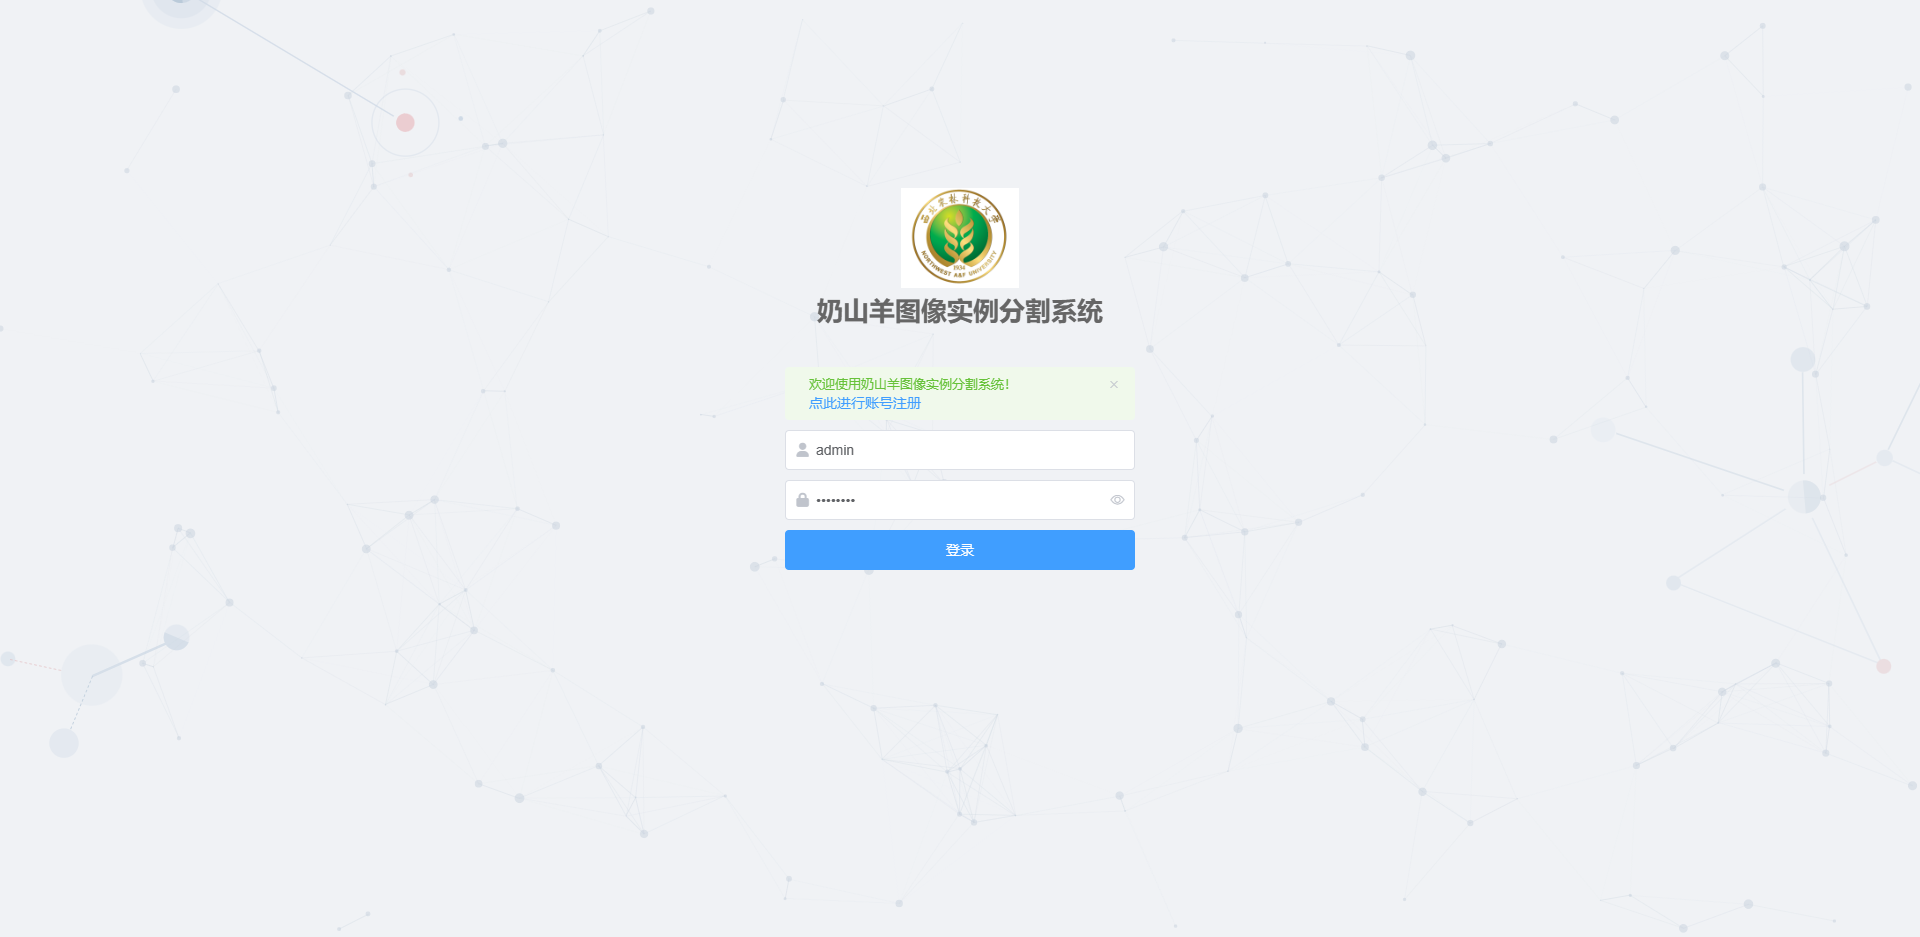 西北农林科技大学
NORTHWEST A&F UNIVERSITY
1934
奶山羊图像实例分割系统
欢迎使用奶山羊图像实例分割系统!
点此进行账号注册
admin
••••••••
登录